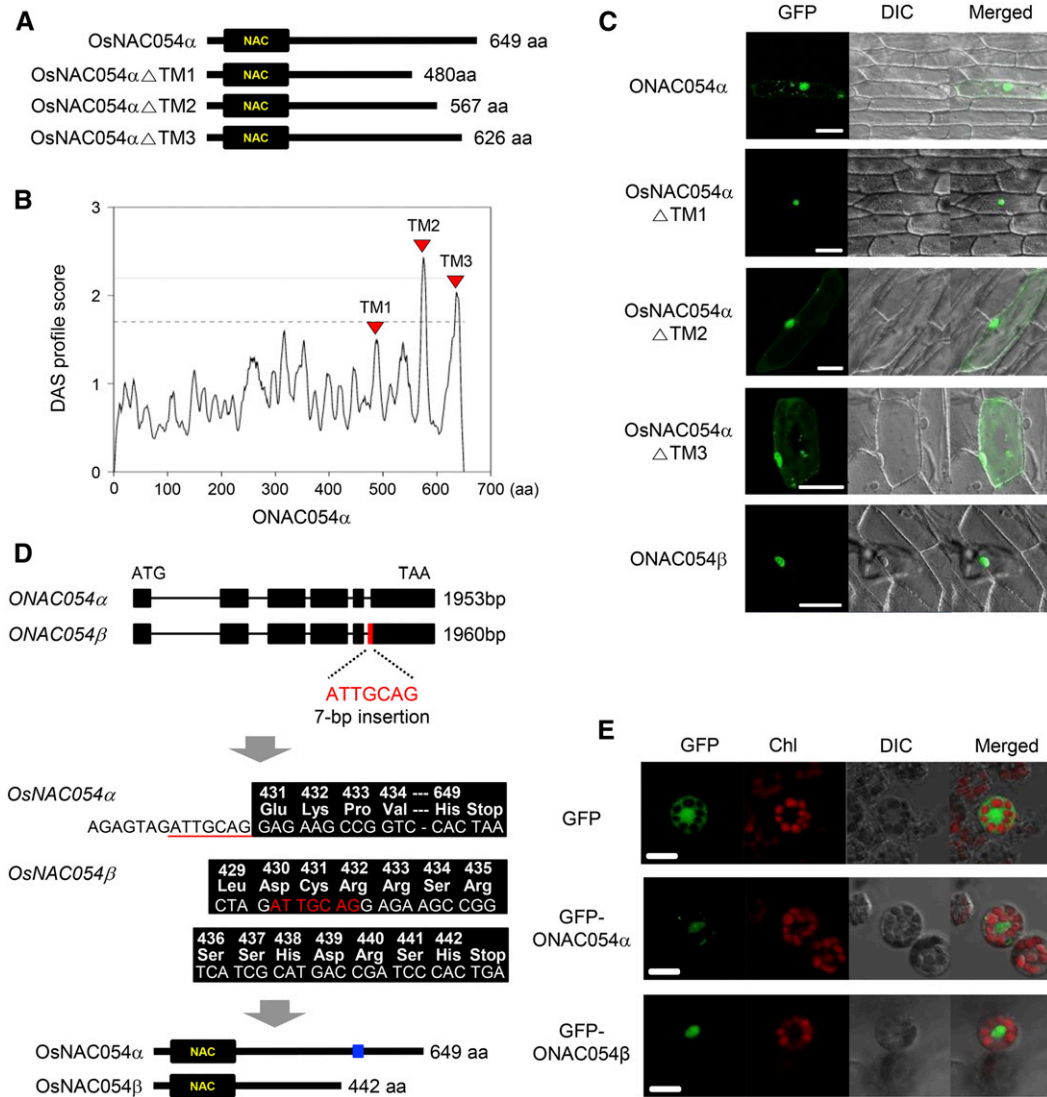 A
OsNAC054α NAC 649 aa
OsNAC054α△TM1 NAC 480aa
OsNAC054α△TM2 NAC 567 aa
OsNAC054α△TM3 NAC 626 aa
B
3
2
1
0
DAS profile score
TM1
TM2
TM3
0 100 200 300 400 500 600 700 (aa)
ONAC054α
C
GFP DIC Merged
ONAC054α
OsNAC054α
△TM1
OsNAC054α
△TM2
OsNAC054α
△TM3
ONAC054β
D
ATG TAA
ONAC054α 1953bp
ONAC054β 1960bp
ATTGCAG
7-bp insertion
OsNAC054α
431 432 433 434 --- 649
Glu Lys Pro Val --- His Stop
AGAGTAGATTGCAG GAG AAG CCG GTC - CAC TAA
OsNAC054β
429 430 431 432 433 434 435
Leu Asp Cys Arg Arg Ser Arg
CTA GAT TGC AGG AGA AGC CGG
436 437 438 439 440 441 442
Ser Ser His Asp Arg Ser His Stop
TCA TCG CAT GAC CGA TCC CAC TGA
OsNAC054α NAC 649 aa
OsNAC054β NAC 442 aa
E
GFP Chl DIC Merged
GFP
GFP-
ONAC054α
GFP-
ONAC054β